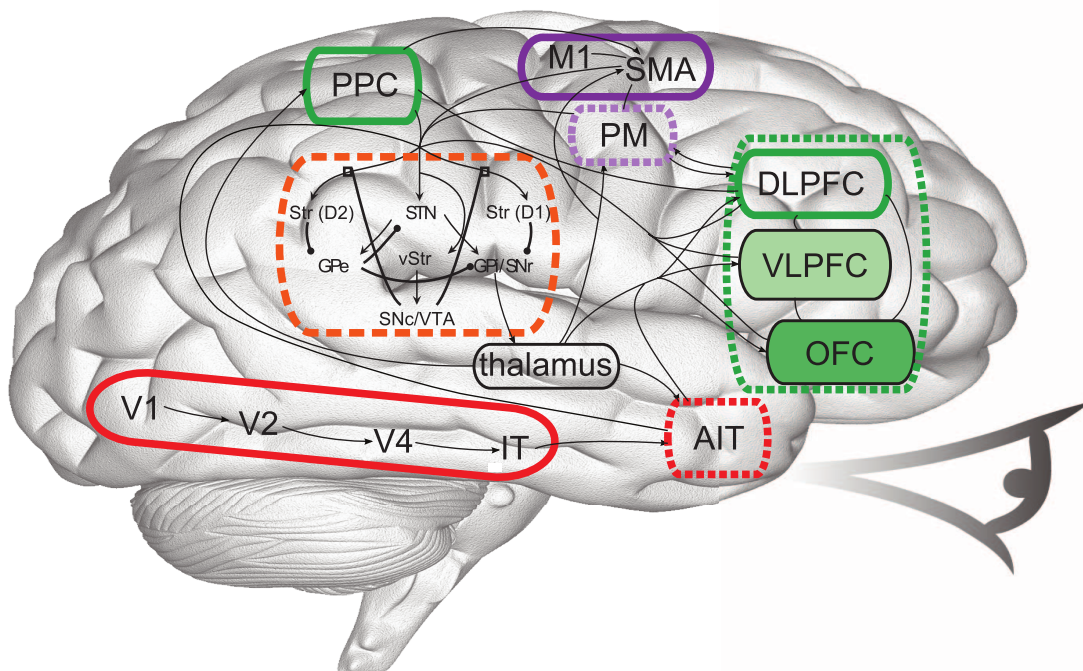 M1
SMA
PPC
PM
DLPFC
Str (D2)
STN
Str (D1)
VLPFC
GPe
vStr
GPi/SNr
SNc/VTA
OFC
thalamus
V1
V2
V4
IT
AIT